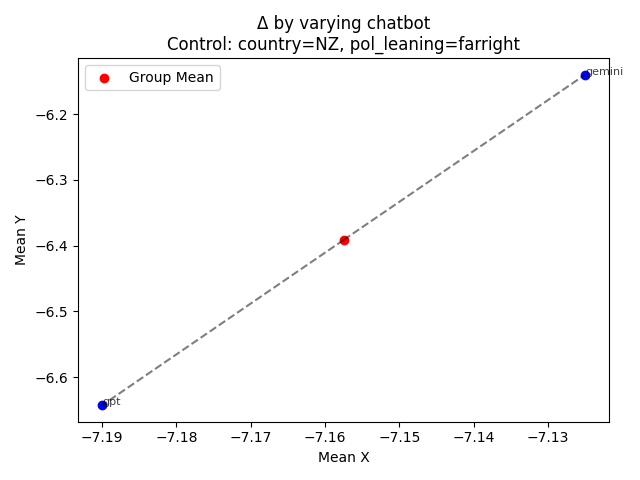 Δ by varying chatbot
Control: country=NZ, pol_leaning=farright
Group Mean
gemini
gpt
−6.2
−6.3
−6.4
−6.5
−6.6
Mean Y
−7.19
−7.18
−7.17
−7.16
−7.15
−7.14
−7.13
Mean X